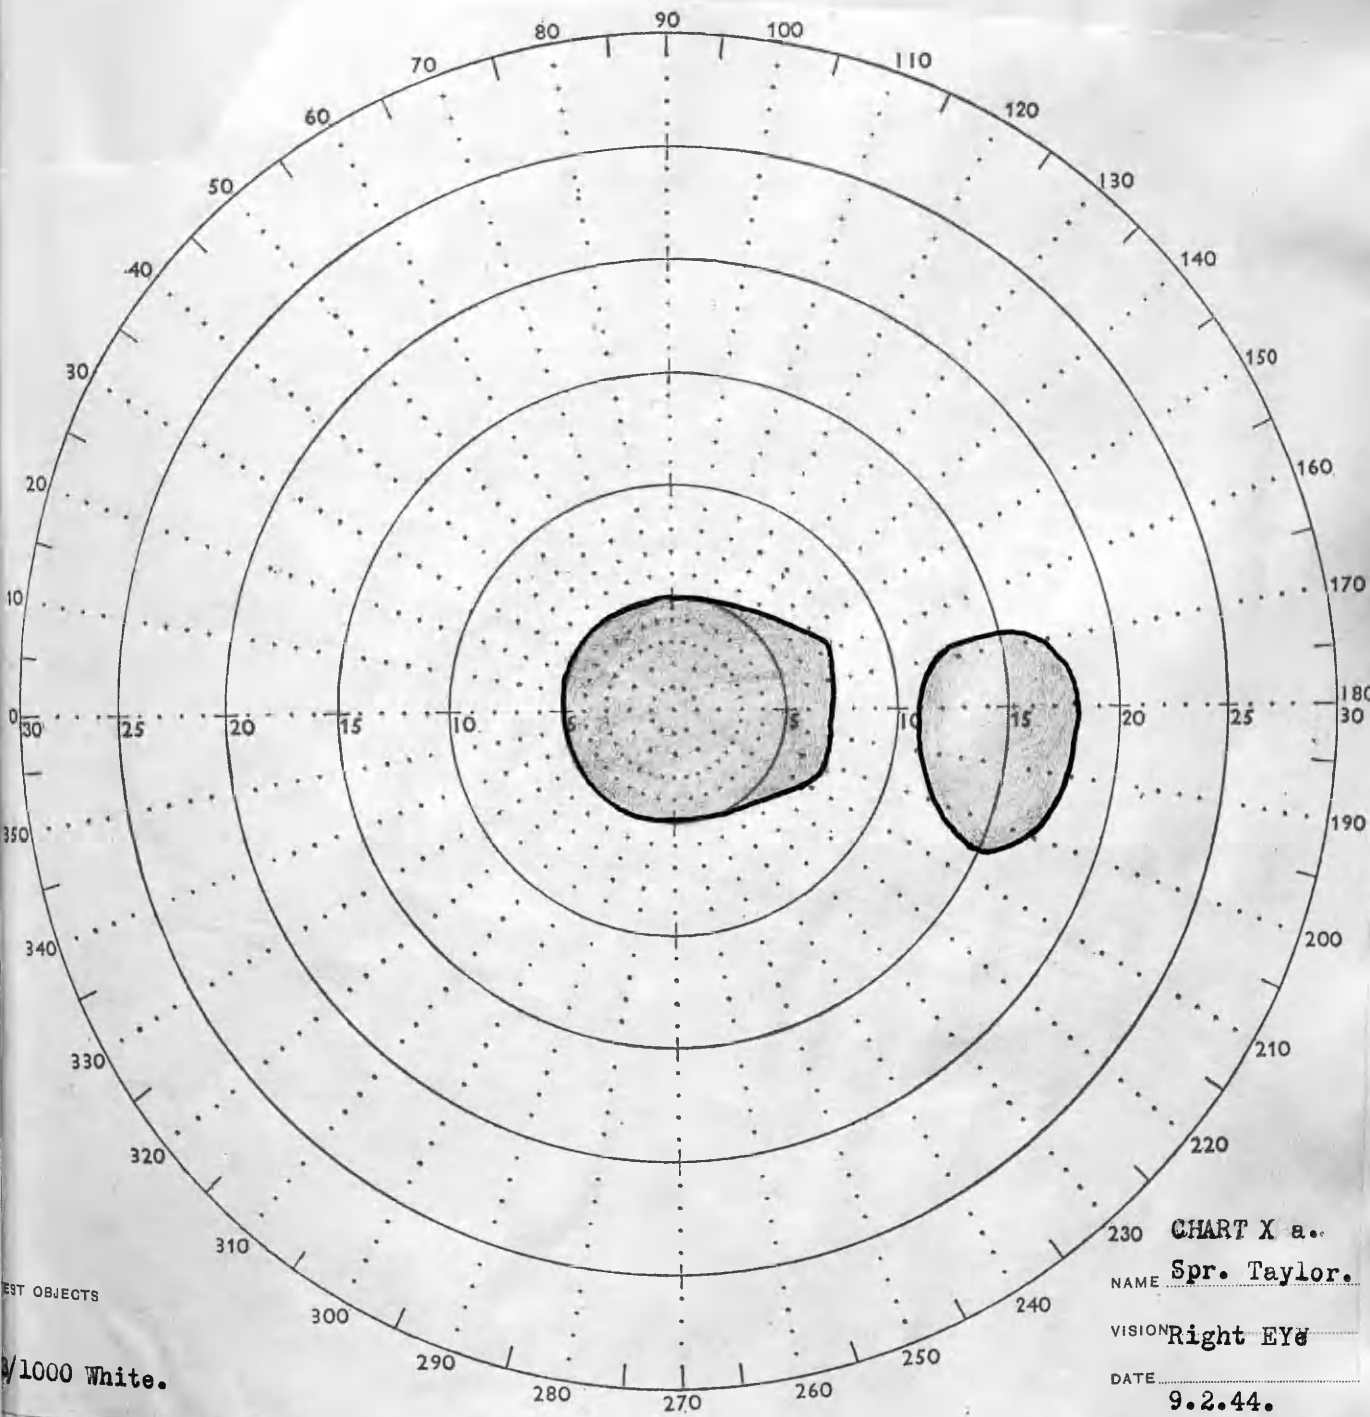 90
80 100
70 110
60 120
50 130
40 140
30 150
20 160
10 170
0 180
30 25 20 15 10 5 5 10 15 20 25 30
350 190
340 200
330 210
320 220
310 230
300 240
290 250
280 260
270
EST OBJECTS
/1000 White.
CHART X a.
NAME Spr. Taylor.
VISION Right EYe
DATE
9.2.44.